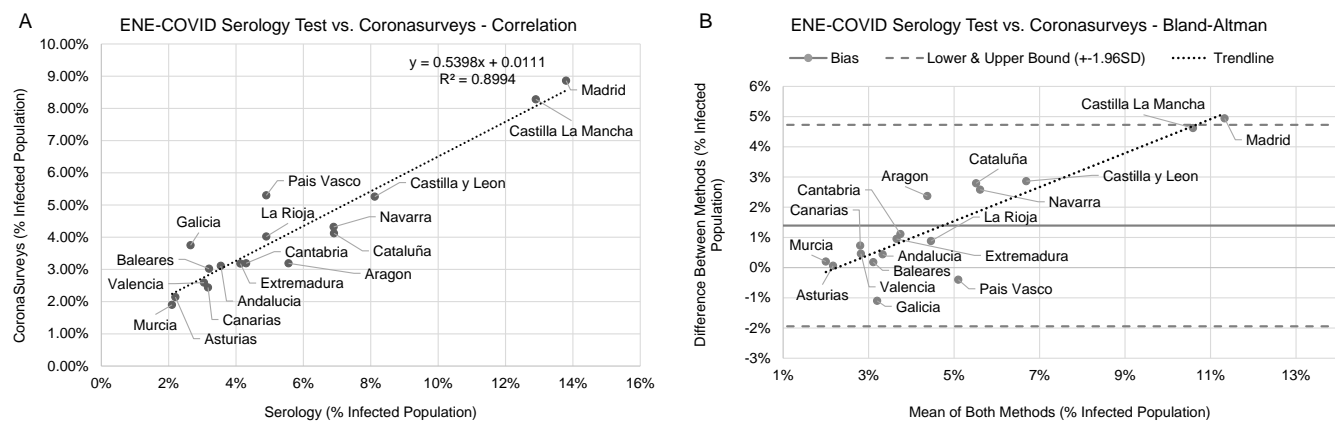 A
ENE-COVID Serology Test vs. Coronasurveys - Correlation
10.00%
9.00%
8.00%
7.00%
6.00%
5.00%
4.00%
3.00%
2.00%
1.00%
0.00%
CoronaSurveys (% Infected Population)
y = 0.5398x + 0.0111
R² = 0.8994
Madrid
Castilla La Mancha
Pais Vasco
Castilla y Leon
La Rioja
Navarra
Galicia
Cataluña
Cantabria
Baleares
Aragon
Extremadura
Valencia
Andalucia
Murcia
Canarias
Asturias
0%
2%
4%
6%
8%
10%
12%
14%
16%
Serology (% Infected Population)
B
ENE-COVID Serology Test vs. Coronasurveys - Bland-Altman
Bias
Lower & Upper Bound (+-1.96SD)
Trendline
6%
5%
4%
3%
2%
1%
0%
-1%
-2%
-3%
Difference Between Methods (% Infected
Population)
Castilla La Mancha
Madrid
Cataluña
Aragon
Castilla y Leon
Cantabria
Navarra
Canarias
La Rioja
Murcia
Andalucia
Extremadura
Baleares
Asturias
Valencia
Pais Vasco
Galicia
1%
3%
5%
7%
9%
11%
13%
Mean of Both Methods (% Infected Population)